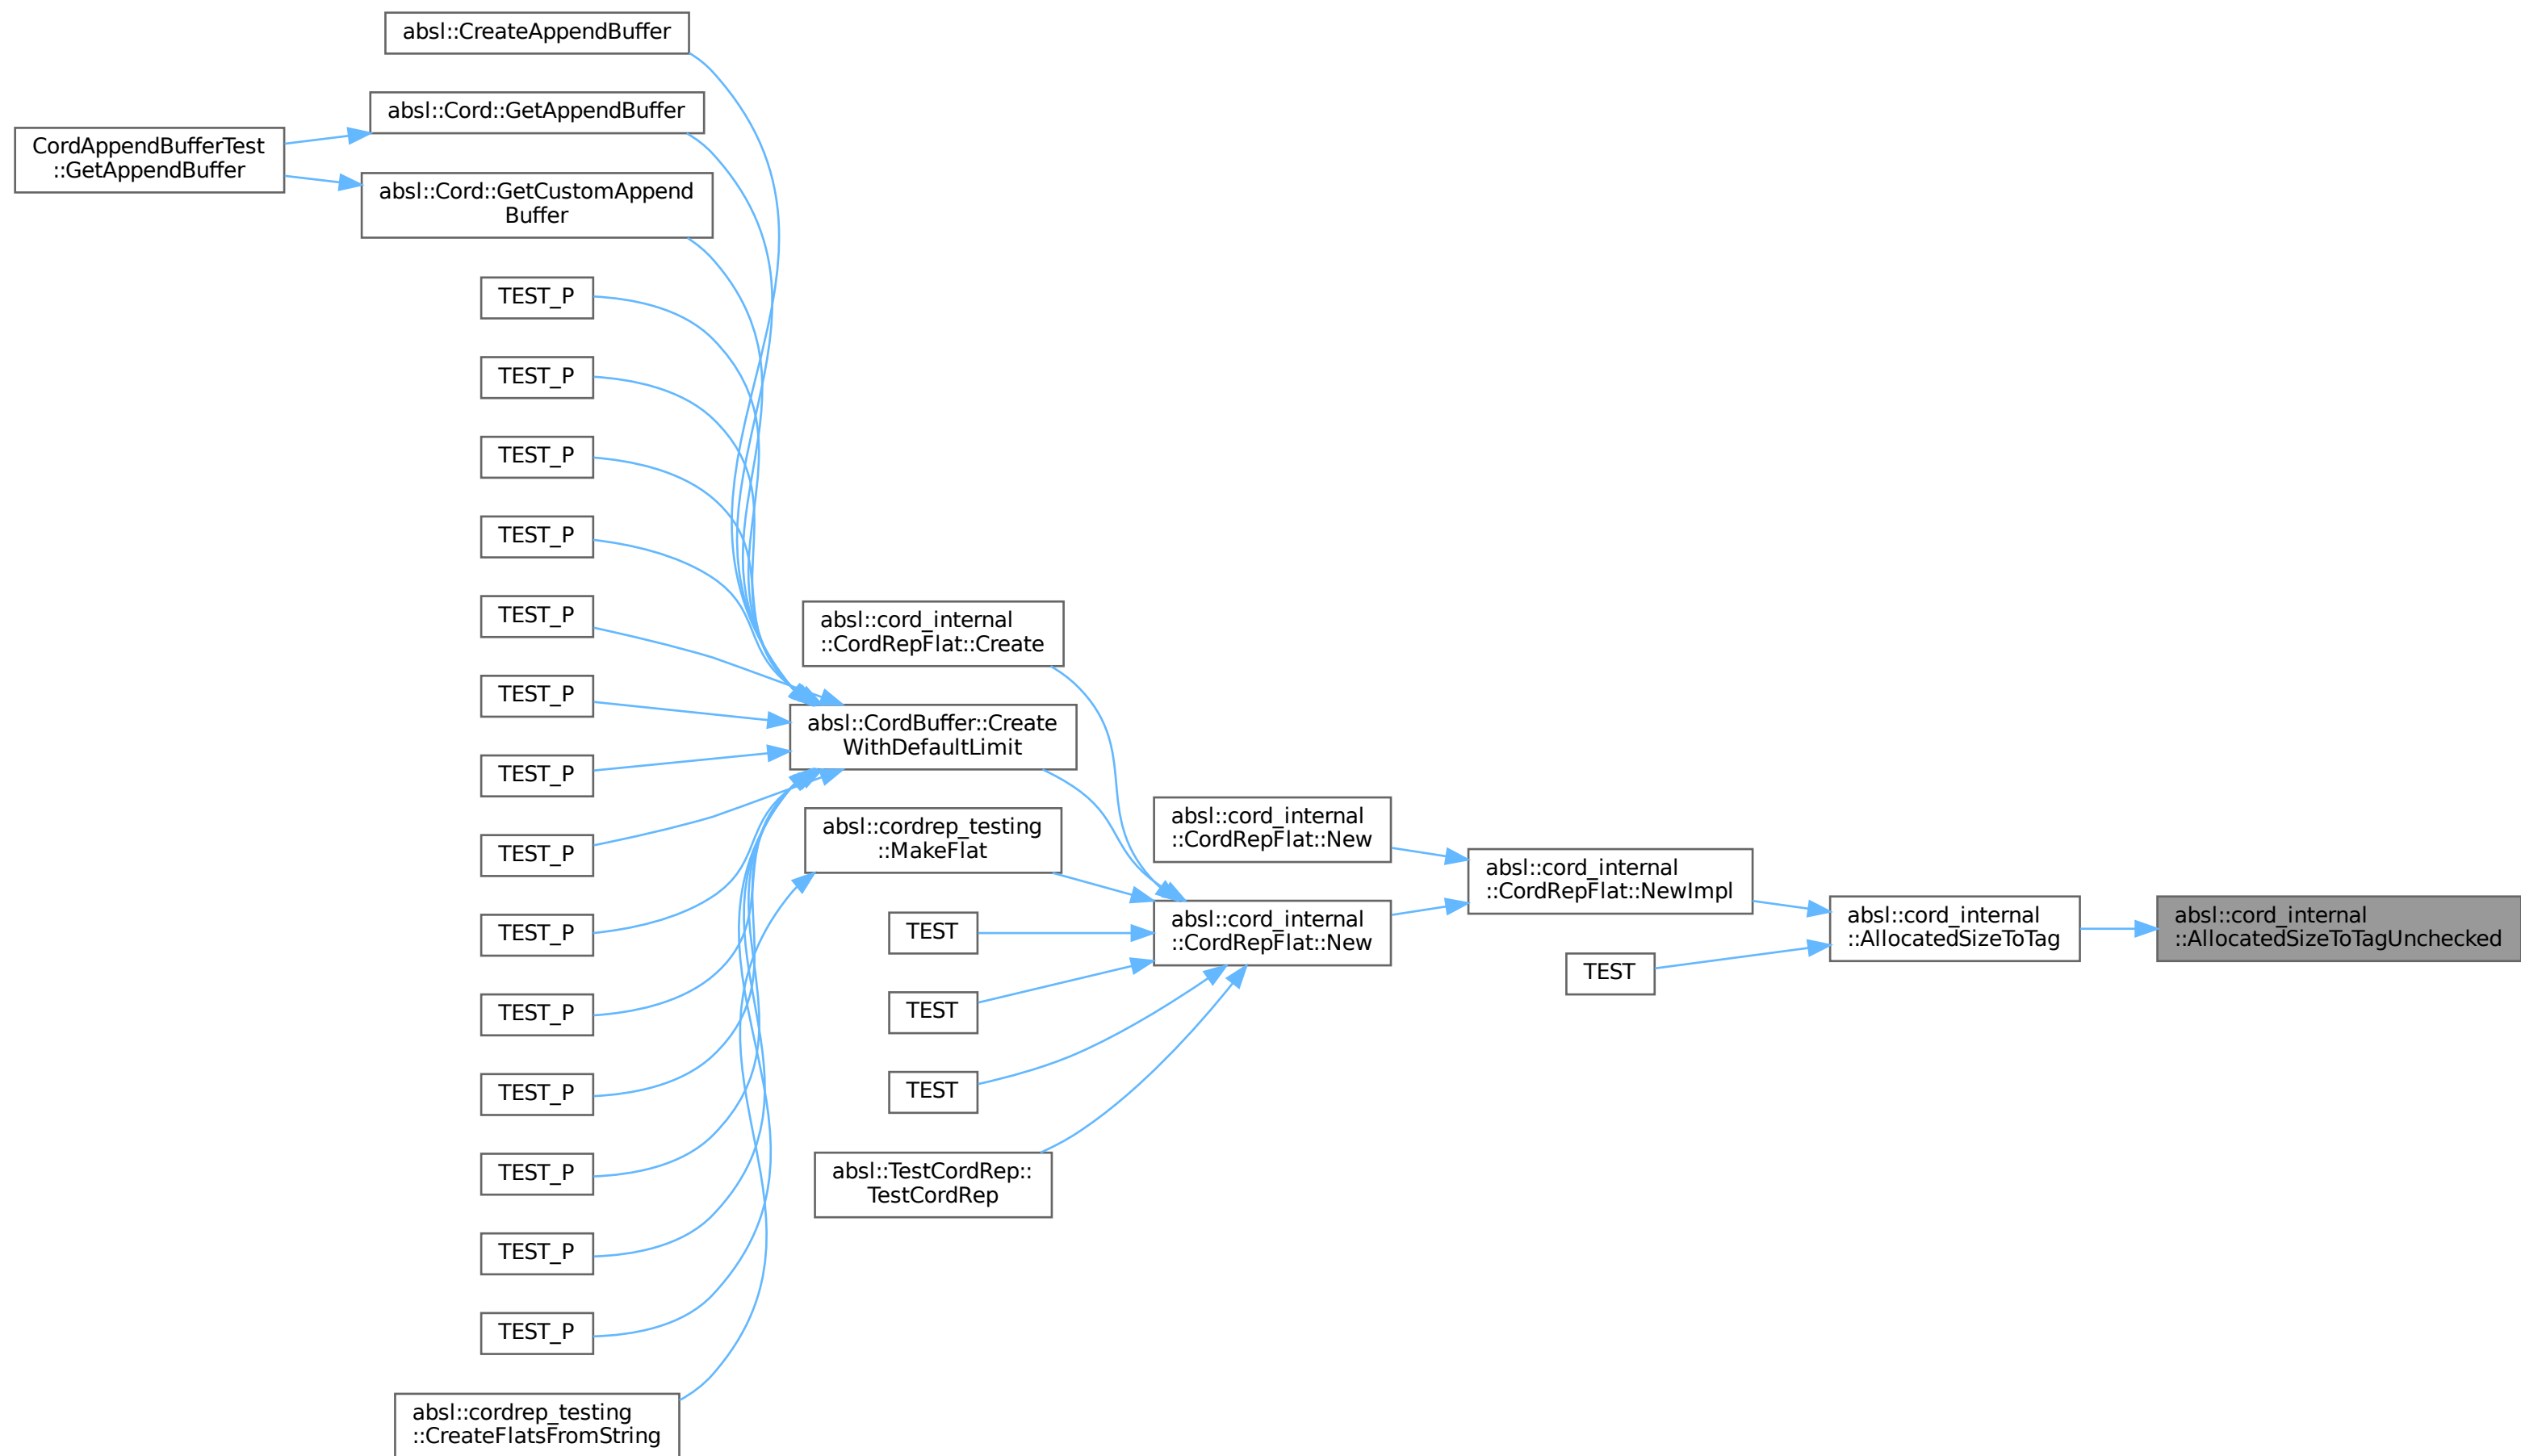 absl::CreateAppendBuffer
absl::Cord::GetAppendBuffer
CordAppendBufferTest
::GetAppendBuffer
absl::Cord::GetCustomAppend
Buffer
TEST_P
TEST_P
TEST_P
TEST_P
TEST_P
TEST_P
TEST_P
TEST_P
TEST_P
TEST_P
TEST_P
TEST_P
TEST_P
TEST_P
absl::cordrep_testing
::CreateFlatsFromString
absl::cord_internal
::CordRepFlat::Create
absl::CordBuffer::Create
WithDefaultLimit
absl::cordrep_testing
::MakeFlat
TEST
TEST
TEST
absl::TestCordRep::
TestCordRep
absl::cord_internal
::CordRepFlat::New
absl::cord_internal
::CordRepFlat::New
absl::cord_internal
::CordRepFlat::NewImpl
TEST
absl::cord_internal
::AllocatedSizeToTag
absl::cord_internal
::AllocatedSizeToTagUnchecked